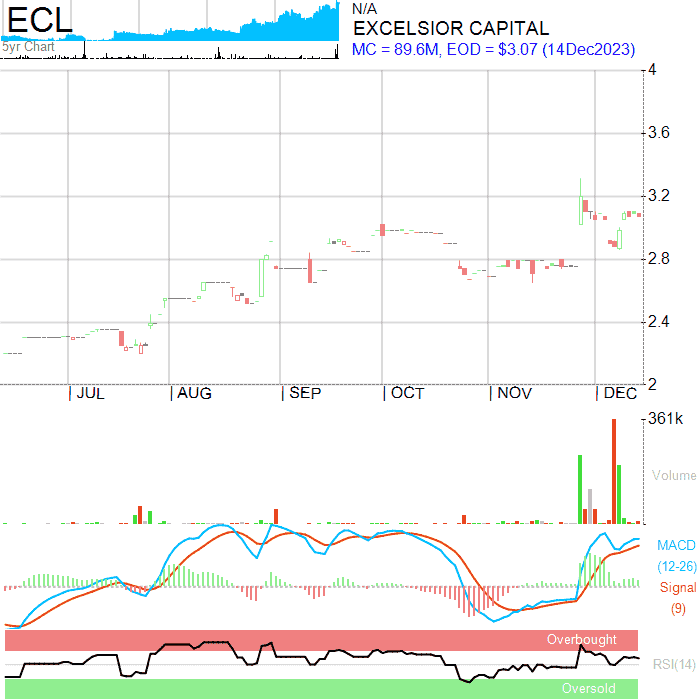 ECL
5yr Chart
N/A
EXCELSIOR CAPITAL
MC = 89.6M, EOD = $3.07 (14Dec2023)
4
3.6
3.2
2.8
2.4
2
JUL AUG SEP OCT NOV DEC
361k
Volume
MACD
(12-26)
Signal
(9)
Overbought
RSI(14)
Oversold